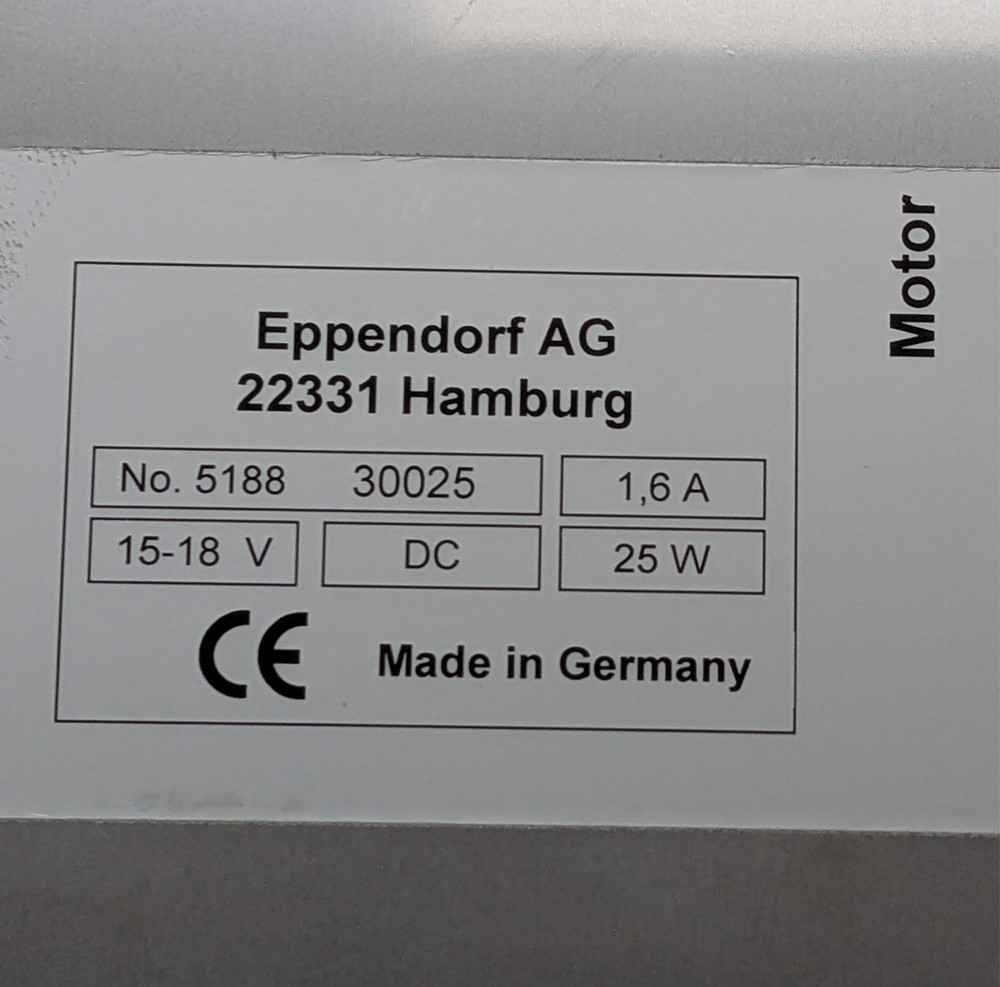 Eppendorf AG
22331 Hamburg
No. 5188 30025 1,6 A
15-18 V DC 25 W
CE Made in Germany
Motor